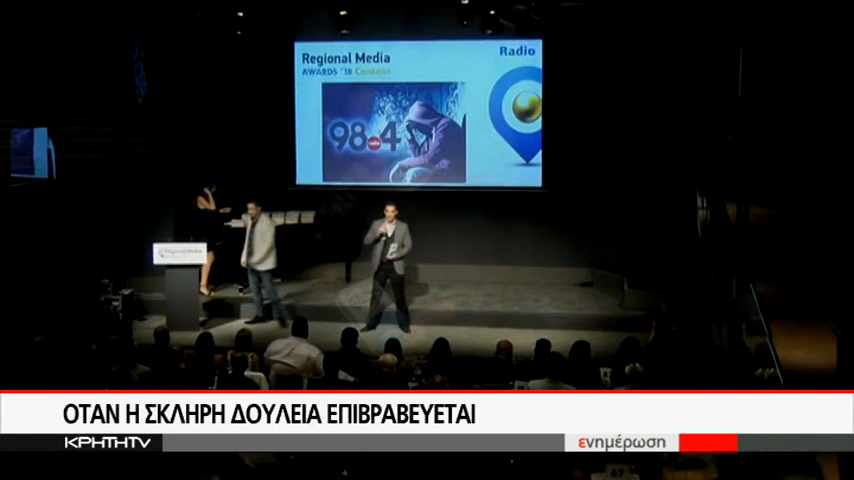 Regional Media
AWARDS '18 Content
Radio
98.4
ΟΤΑΝ Η ΣΚΛΗΡΗ ΔΟΥΛΕΙΑ ΕΠΙΒΡΑΒΕΥΕΤΑΙ
ΚΡΗΤΗTV
ενημέρωση